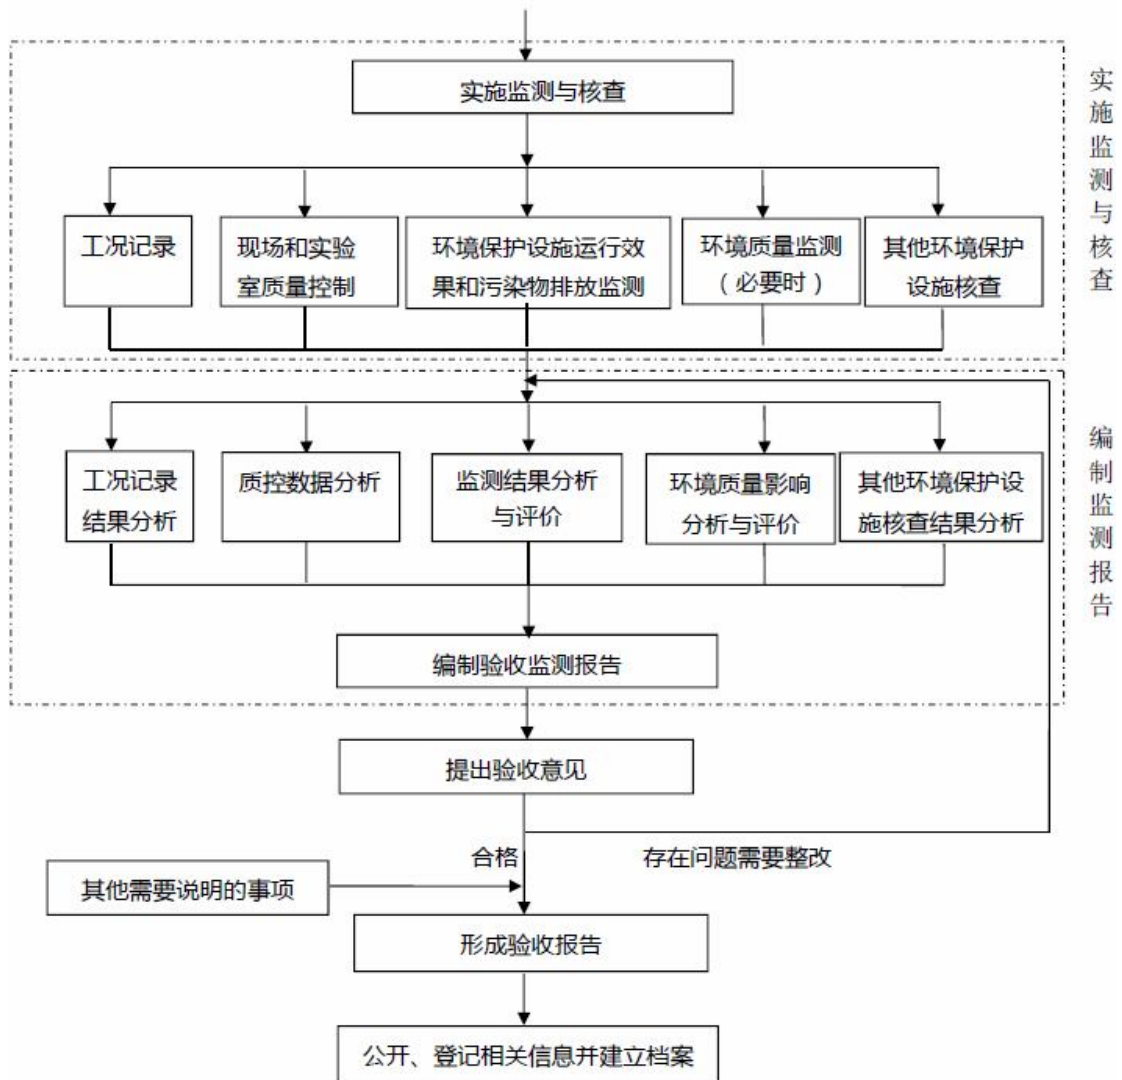 实施监测与核查
工况记录
现场和实验
室质量控制
环境保护设施运行效
果和污染物排放监测
环境质量监测
（必要时）
其他环境保护
设施核查
实施监测与核查
工况记录
结果分析
质控数据分析
监测结果分析
与评价
环境质量影响
分析与评价
其他环境保护设
施核查结果分析
编制验收监测报告
编制监测报告
提出验收意见
合格
存在问题需要整改
其他需要说明的事项
形成验收报告
公开、登记相关信息并建立档案